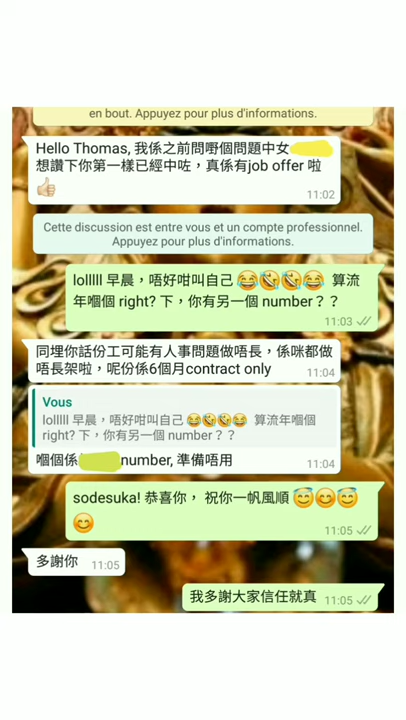 en bout. Appuyez pour plus d'informations.
Hello Thomas, 我係之前問嘢個問題中女
想讚下你第一樣已經中咗，真係有job offer 啦
👍🏻
11:02
Cette discussion est entre vous et un compte professionnel.
Appuyez pour plus d'informations.
lolllll 早晨，唔好咁叫自己 😂🤣🤣😂 算流
年嗰個 right? 下，你有另一個 number？？
11:03
同埋你話份工可能有人事問題做唔長，係咪都做
唔長架啦，呢份係6個月contract only
11:04
Vous
lolllll 早晨，唔好咁叫自己 😂🤣🤣😂 算流年嗰個
right? 下，你有另一個 number？？
嗰個係 number, 準備唔用
11:04
sodesuka! 恭喜你， 祝你一帆風順 😇😊😇
😊
11:05
多謝你
11:05
我多謝大家信任就真
11:05